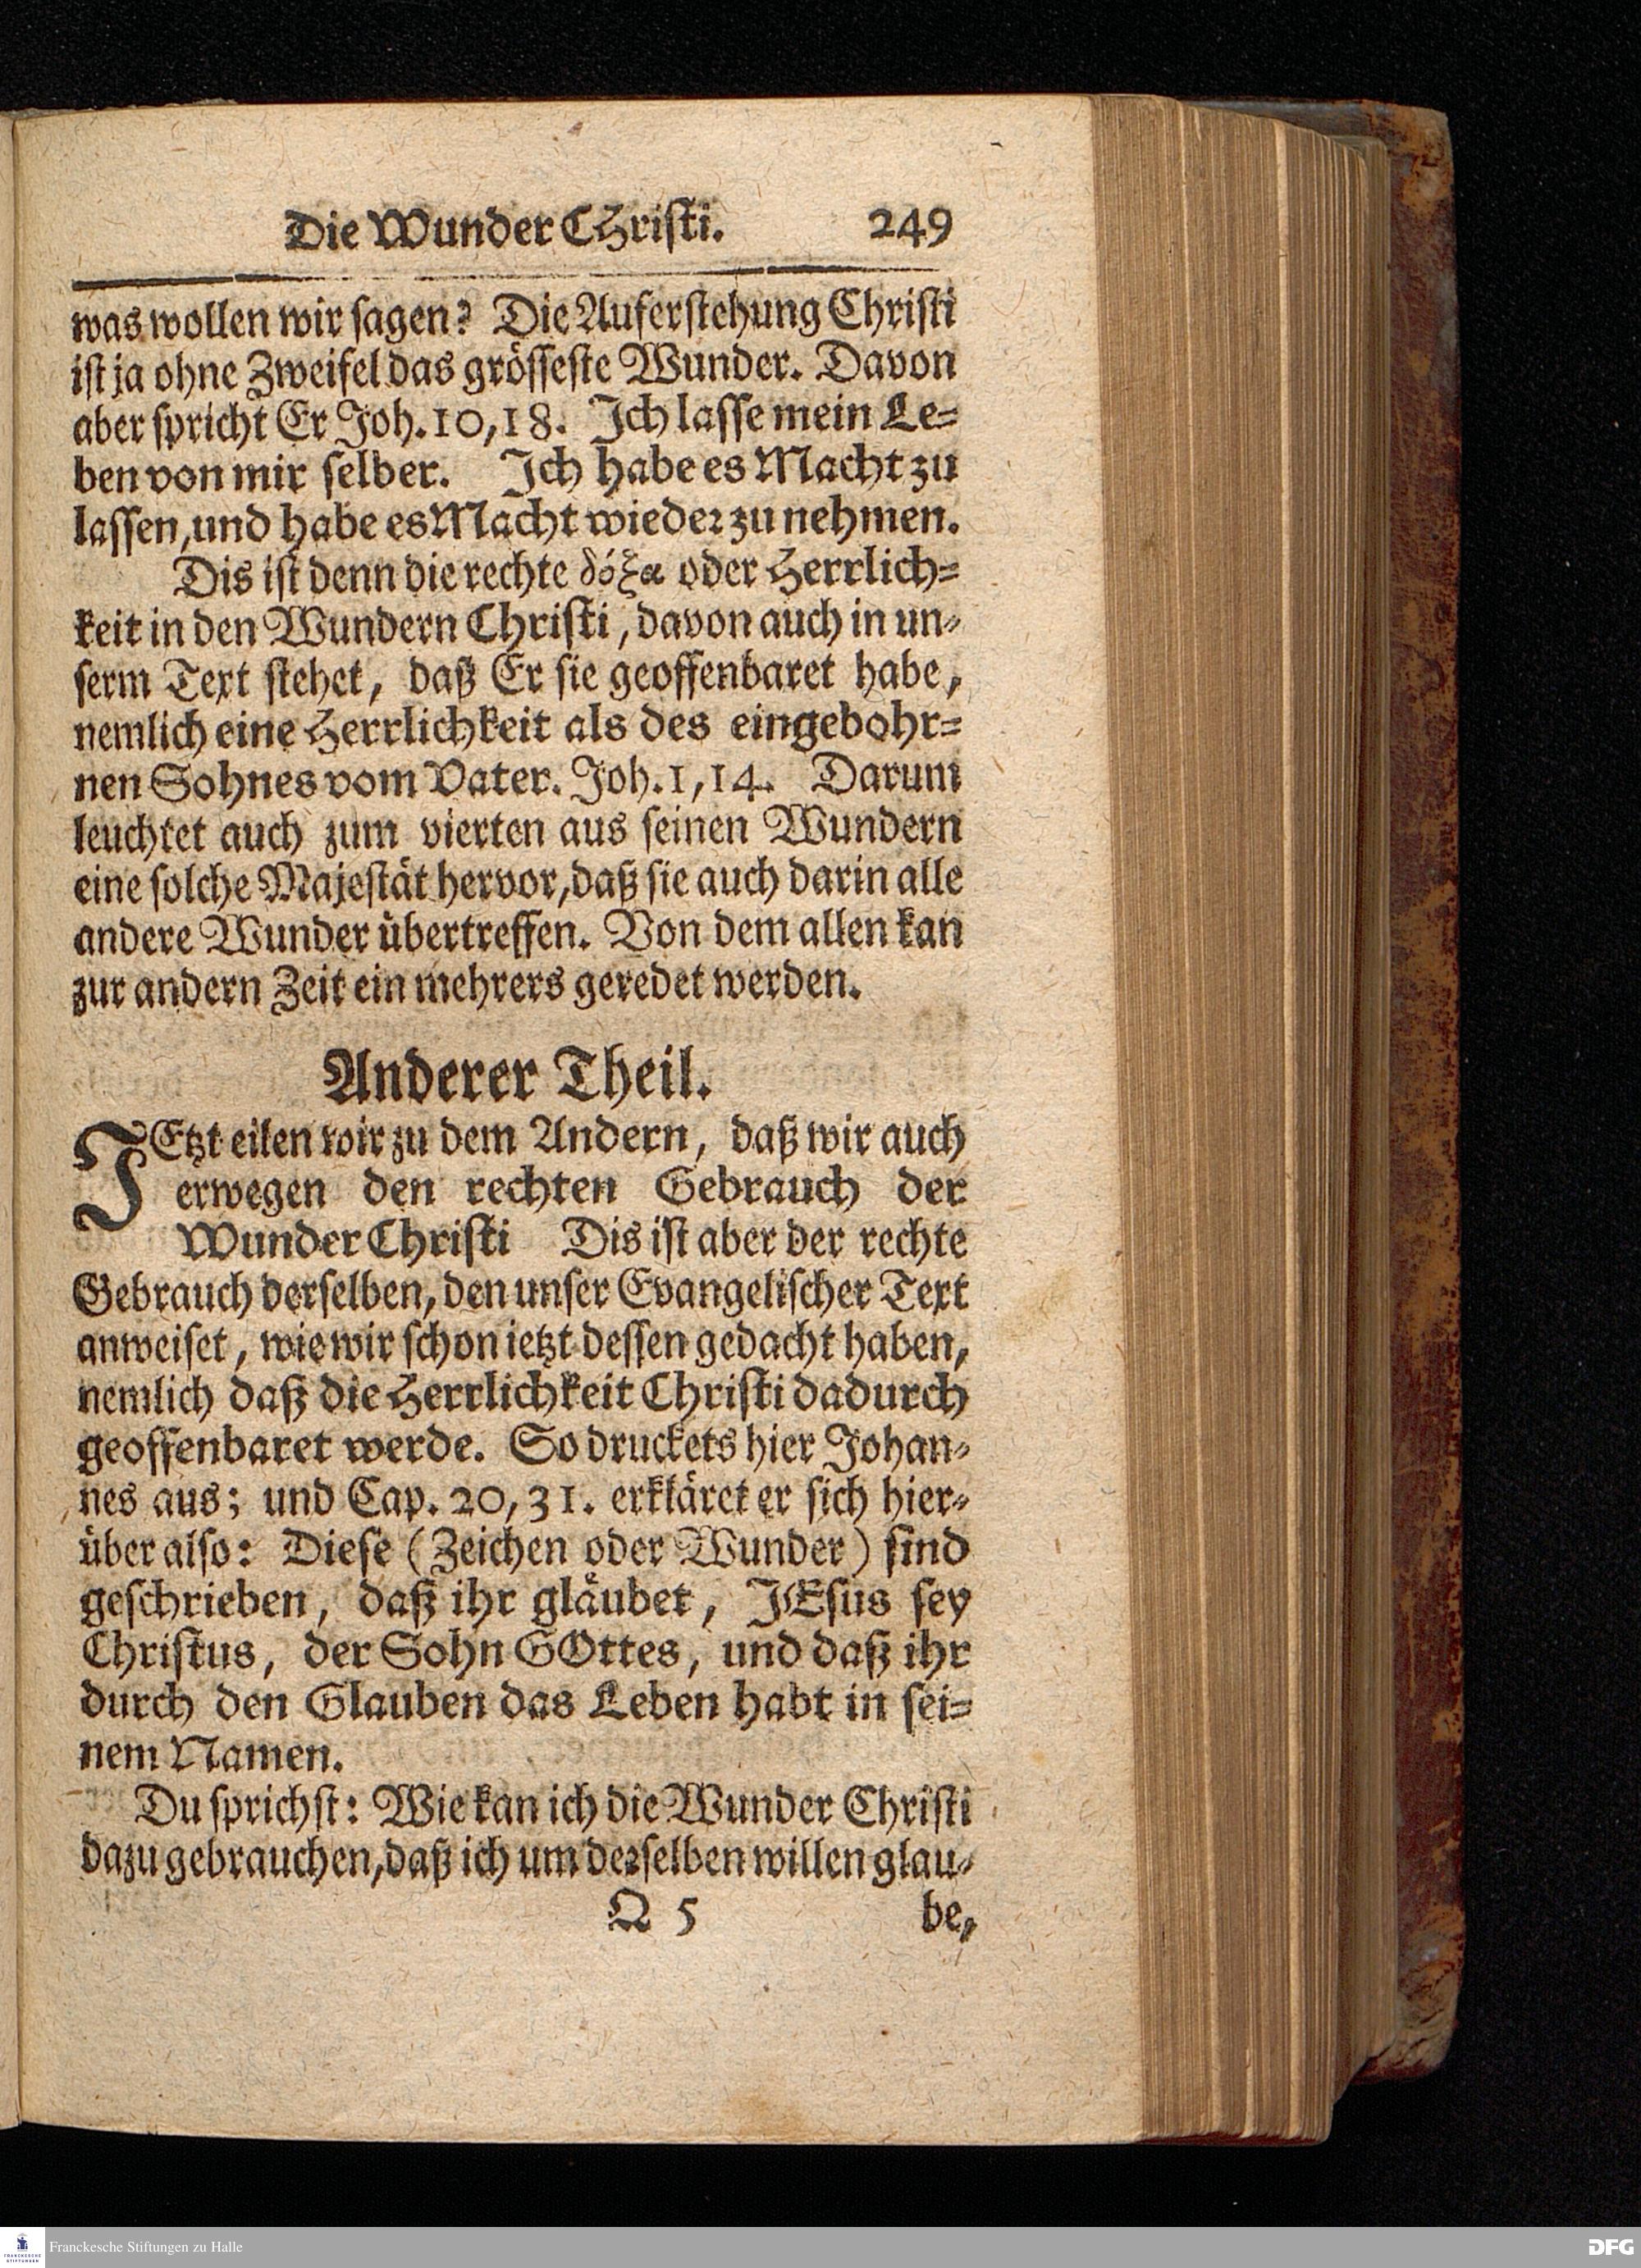 Die Wunder CHristi. 249
was wollen wir sagen? Die Auferstehung Christi
ist ja ohne Zweifel das grösseste Wunder. Davon
aber spricht Er Joh. 10, 18. Ich lasse mein Le-
ben von mir selber. Ich habe es Macht zu
lassen, und habe es Macht wieder zu nehmen.
Dis ist denn die rechte δόξα oder Herrlich-
keit in den Wundern Christi, davon auch in un-
serm Text stehet, daß Er sie geoffenbaret habe,
nemlich eine Herrlichkeit als des eingebohr-
nen Sohnes vom Vater. Joh. 1, 14. Darum
leuchtet auch zum vierten aus seinen Wundern
eine solche Majestät hervor, daß sie auch darin alle
andere Wunder übertreffen. Von dem allen kan
zur andern Zeit ein mehrers geredet werden.
Anderer Theil.
JEtzt eilen wir zu dem Andern, daß wir auch
erwegen den rechten Gebrauch der
Wunder Christi Dis ist aber der rechte
Gebrauch derselben, den unser Evangelischer Text
anweiset, wie wir schon ietzt dessen gedacht haben,
nemlich daß die Herrlichkeit Christi dadurch
geoffenbaret werde. So druckets hier Johan-
nes aus; und Cap. 20, 31. erkläret er sich hier-
über also: Diese (Zeichen oder Wunder) sind
geschrieben, daß ihr gläubet, JEsus sey
Christus, der Sohn GOttes, und daß ihr
durch den Glauben das Leben habt in sei-
nem Namen.
Du sprichst: Wie kan ich die Wunder Christi
dazu gebrauchen, daß ich um derselben willen glau-
Q 5 be,
FRANCKESCHE STIFTUNGEN
Franckesche Stiftungen zu Halle
DFG